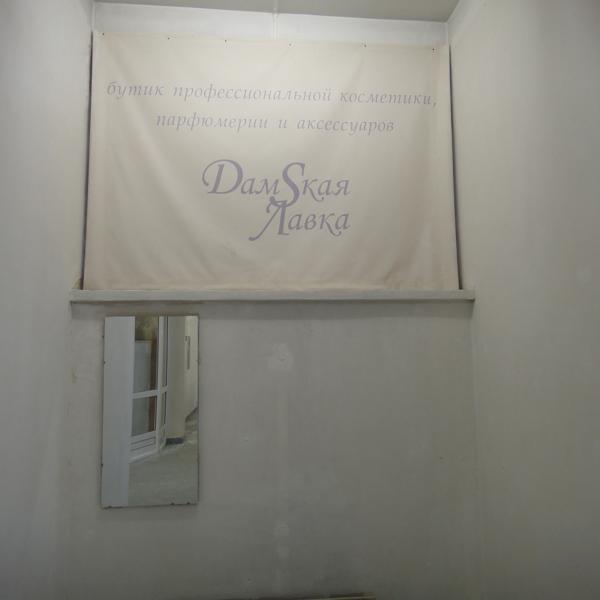 бутик профессиональной косметики,
парфюмерии и аксессуаров
ДамSкая
Лавка